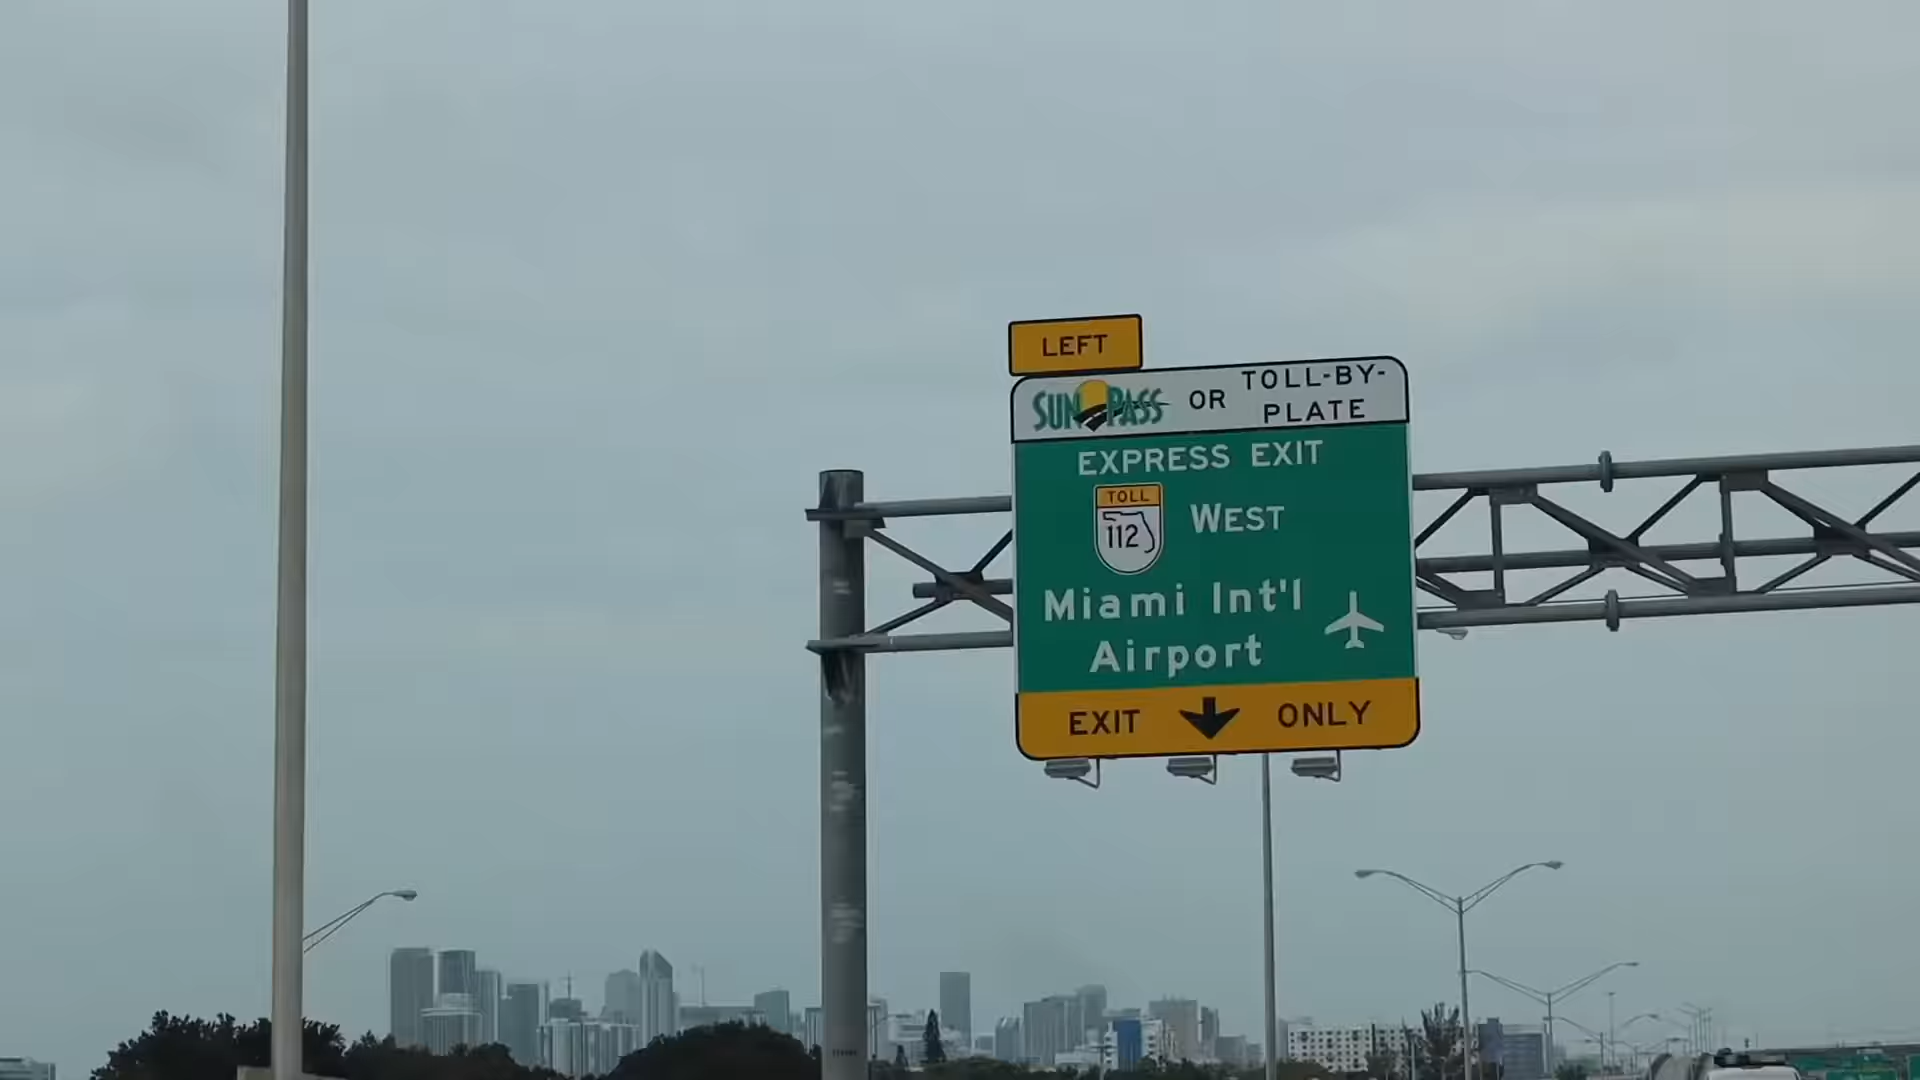 LEFT
SUNPASS OR TOLL-BY-
PLATE
EXPRESS EXIT
TOLL
112 WEST
Miami Int'l
Airport
EXIT ONLY